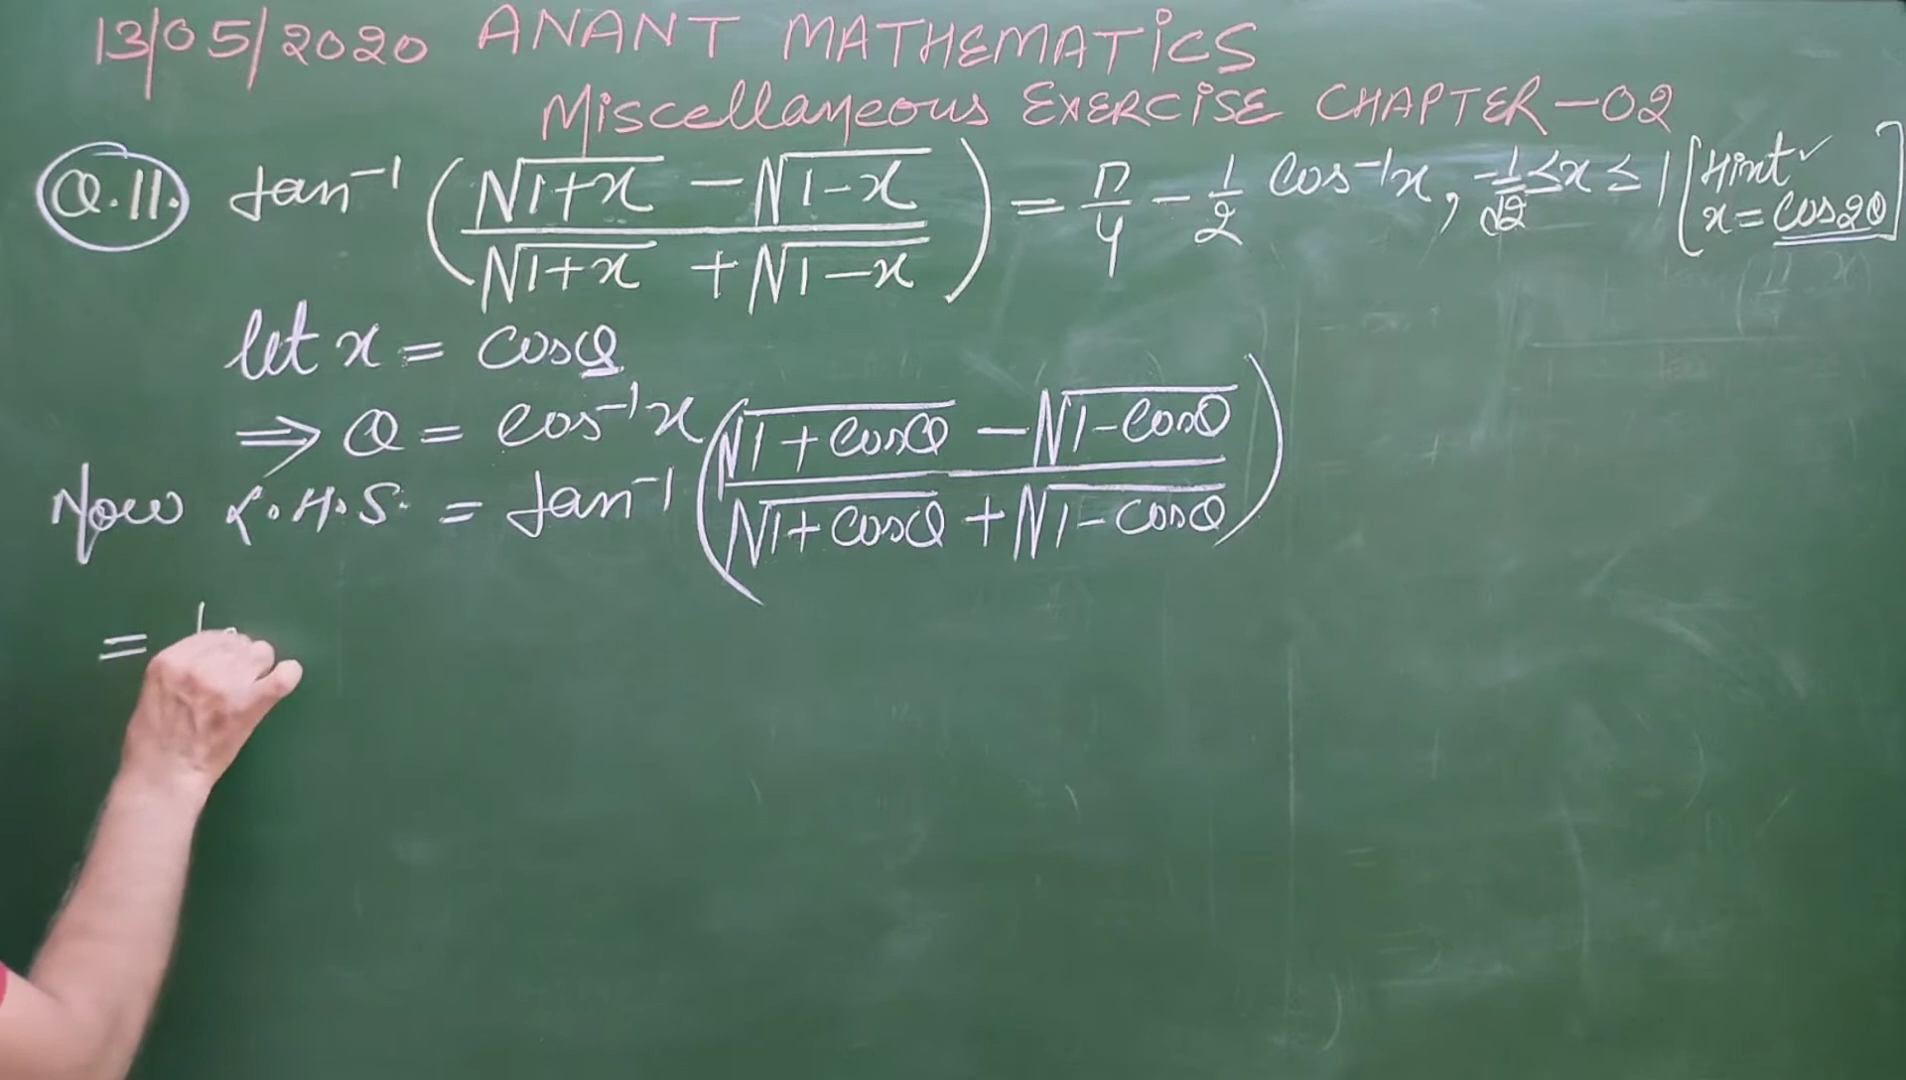 13/05/2020 ANANT MATHEMATICS
Miscellaneous EXERCISE CHAPTER-02
Q.11. tan⁻¹ ((√(1+x) - √(1-x)) / (√(1+x) + √(1-x))) = π/4 - 1/2 cos⁻¹x, -1/√2 ≤ x ≤ 1 [Hint ✓ x = cos2θ]
let x = cosθ
⇒ θ = cos⁻¹x
Now L.H.S. = tan⁻¹ ((√(1+cosθ) - √(1-cosθ)) / (√(1+cosθ) + √(1-cosθ)))
=